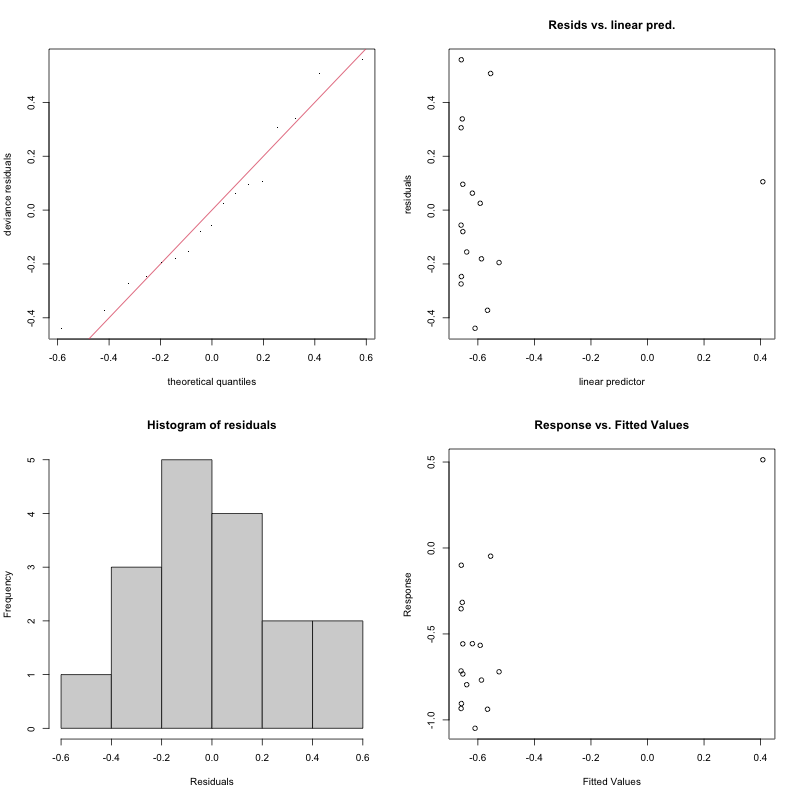 deviance residuals
0.4
0.2
0.0
-0.2
-0.4
-0.6 -0.4 -0.2 0.0 0.2 0.4 0.6
theoretical quantiles
Resids vs. linear pred.
residuals
0.4
0.2
0.0
-0.2
-0.4
-0.6 -0.4 -0.2 0.0 0.2 0.4
linear predictor
Histogram of residuals
Frequency
5
4
3
2
1
0
-0.6 -0.4 -0.2 0.0 0.2 0.4 0.6
Residuals
Response vs. Fitted Values
Response
0.5
0.0
-0.5
-1.0
-0.6 -0.4 -0.2 0.0 0.2 0.4
Fitted Values